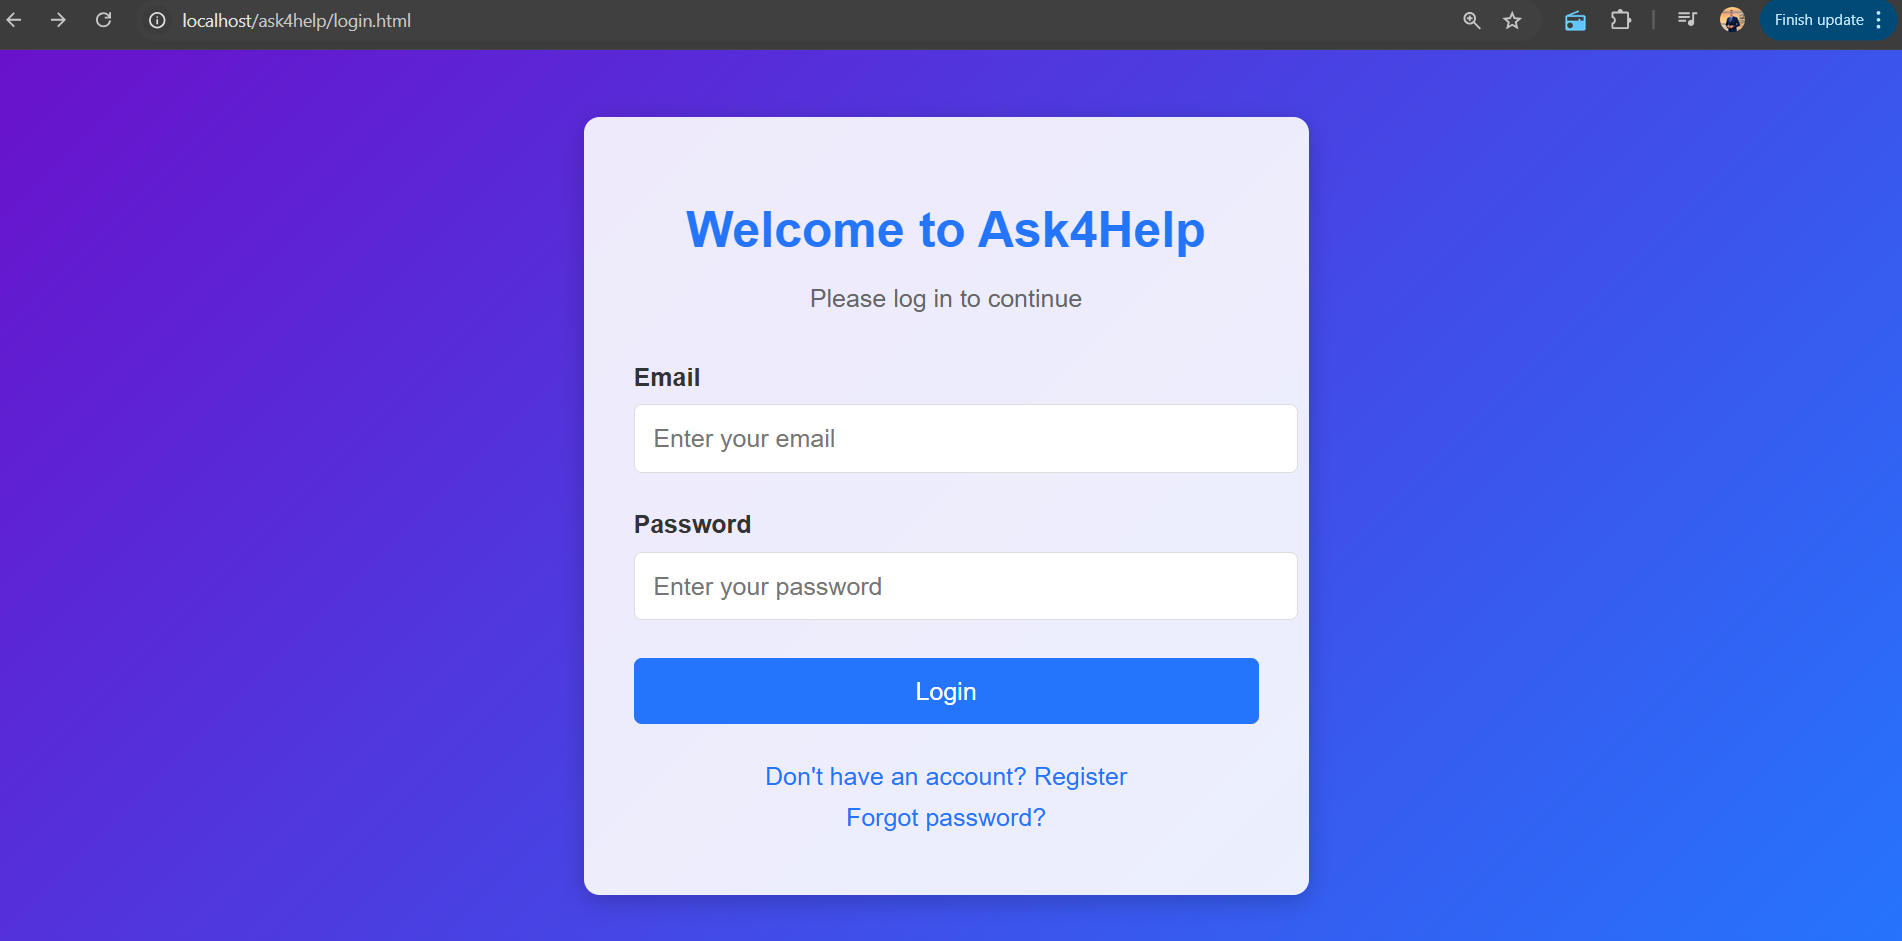 localhost/ask4help/login.html
Finish update
Welcome to Ask4Help
Please log in to continue
Email
Enter your email
Password
Enter your password
Login
Don't have an account? Register
Forgot password?